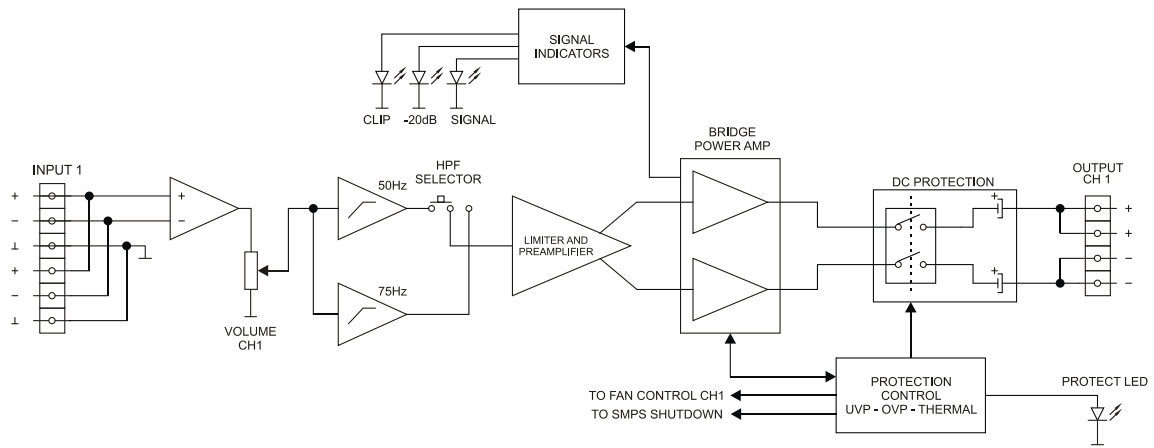 SIGNAL
INDICATORS
CLIP
-20dB
SIGNAL
BRIDGE
POWER AMP
INPUT 1
+
−
⊥
+
−
⊥
+
−
VOLUME
CH1
50Hz
75Hz
HPF
SELECTOR
LIMITER AND
PREAMPLIFIER
DC PROTECTION
+
+
OUTPUT
CH 1
+
+
−
−
TO FAN CONTROL CH1
TO SMPS SHUTDOWN
PROTECTION
CONTROL
UVP - OVP - THERMAL
PROTECT LED